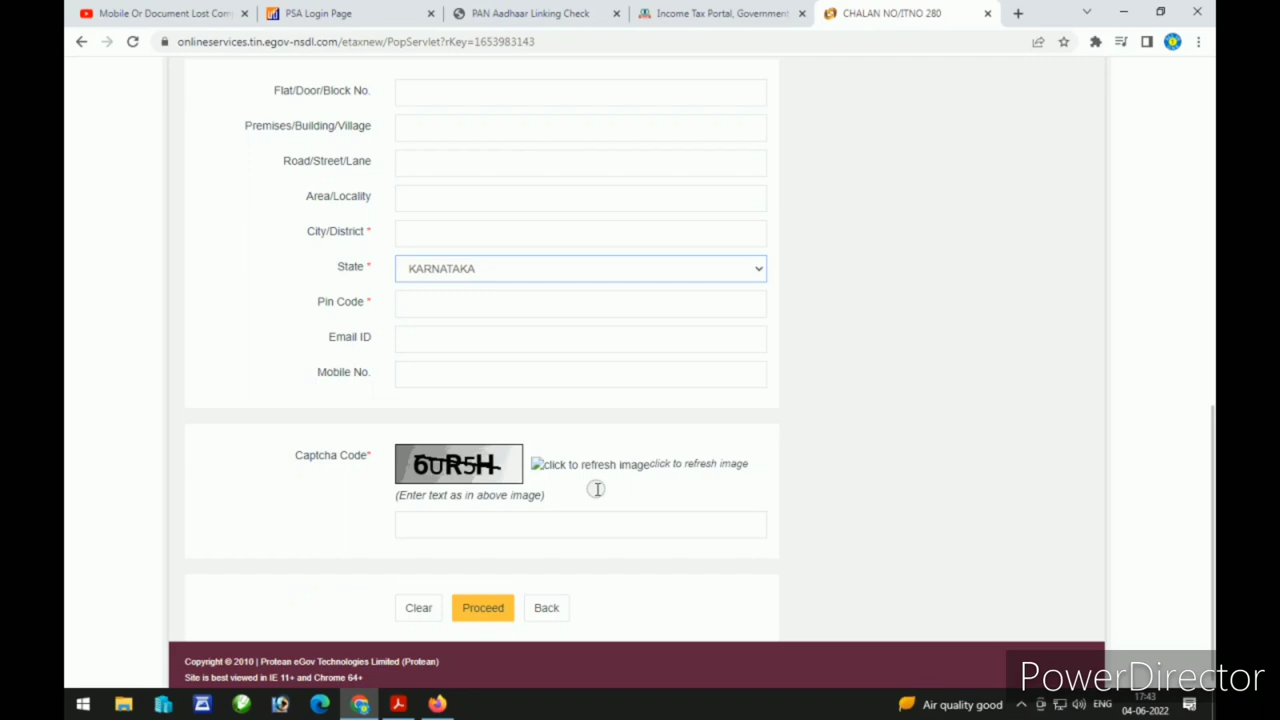 Mobile Or Document Lost Com
PSA Login Page
PAN Aadhaar Linking Check
Income Tax Portal, Government
CHALAN NO/ITNO 280
onlineservices.tin.egov-nsdl.com/etaxnew/PopServlet?rKey=1653983143
Flat/Door/Block No.
Premises/Building/Village
Road/Street/Lane
Area/Locality
City/District *
State * KARNATAKA
Pin Code *
Email ID
Mobile No.
Captcha Code* 6UR5H click to refresh imageclick to refresh image
(Enter text as in above image)
Clear Proceed Back
Copyright © 2010 | Protean eGov Technologies Limited (Protean)
Site is best viewed in IE 11+ and Chrome 64+
PowerDirector
Air quality good ENG 17:43
04-06-2022